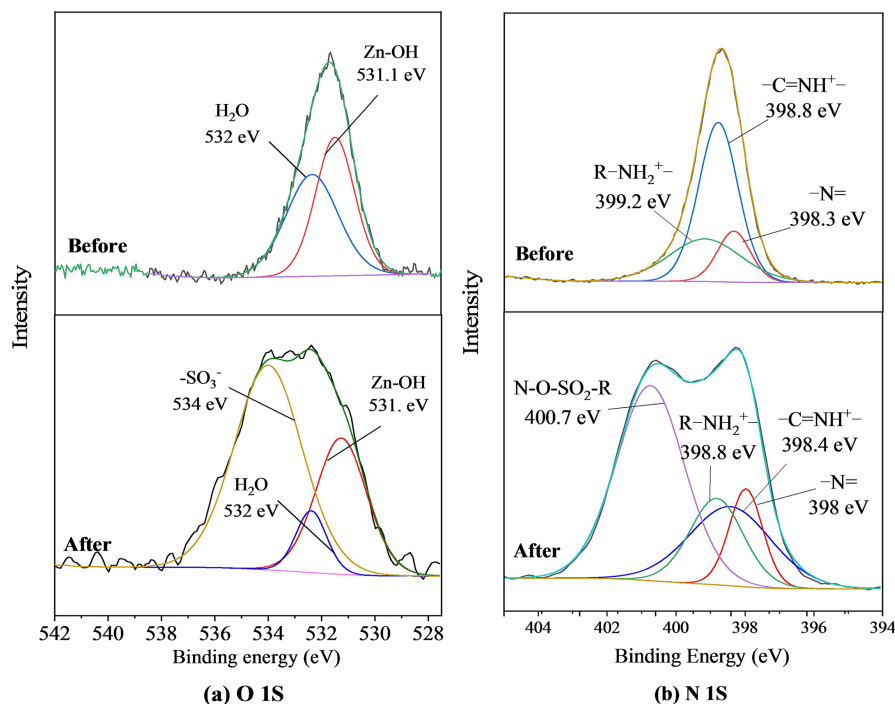 Intensity
Zn-OH
531.1 eV
H₂O
532 eV
Before
-SO₃⁻
534 eV
Zn-OH
531. eV
H₂O
532 eV
After
542 540 538 536 534 532 530 528
Binding energy (eV)
(a) O 1S
Intensity
−C=NH⁺−
398.8 eV
R−NH₂⁺−
399.2 eV
−N=
398.3 eV
Before
N-O-SO₂-R
400.7 eV
R−NH₂⁺−
398.8 eV
−C=NH⁺−
398.4 eV
−N=
398 eV
After
404 402 400 398 396 394
Binding Energy (eV)
(b) N 1S